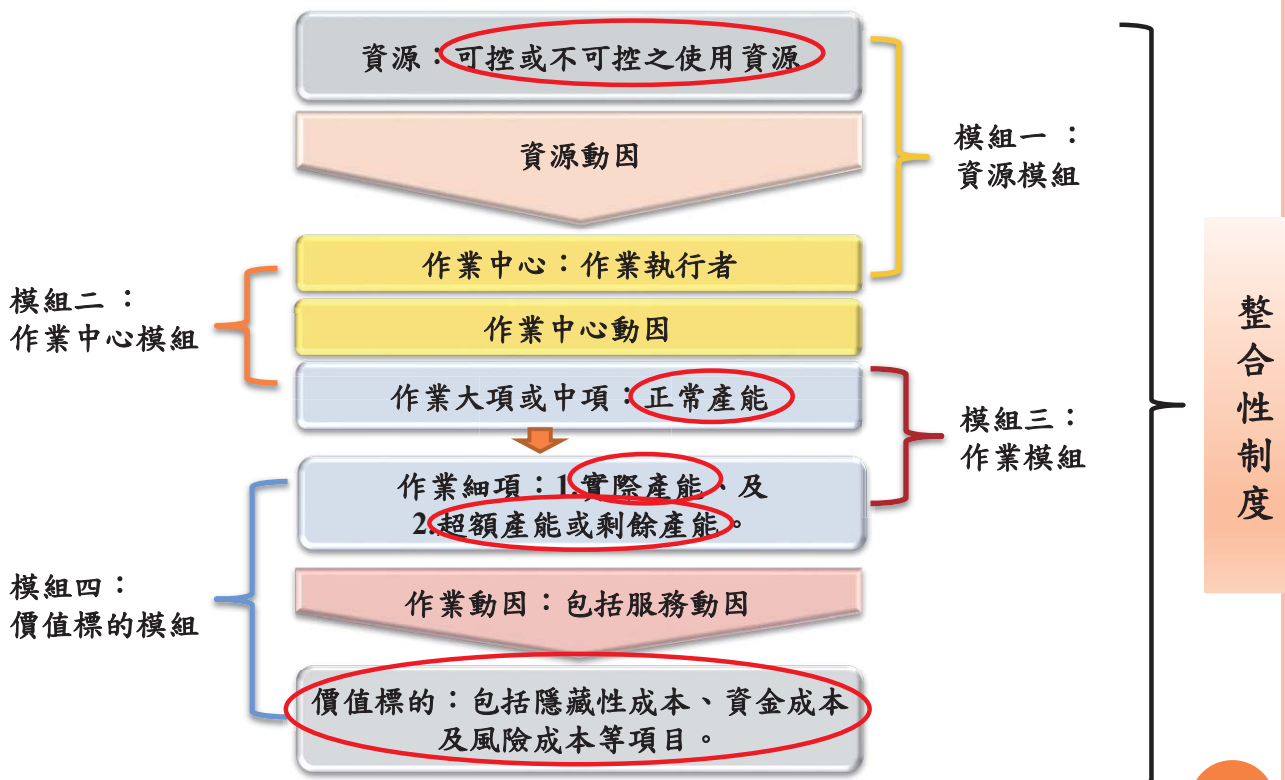 資源：可控或不可控之使用資源
資源動因
模組一：
資源模組
作業中心：作業執行者
模組二：
作業中心模組
作業中心動因
作業大項或中項：正常產能
模組三：
作業模組
作業細項：1.實際產能、及
2.超額產能或剩餘產能。
模組四：
價值標的模組
作業動因：包括服務動因
價值標的：包括隱藏性成本、資金成本
及風險成本等項目。
整合性制度